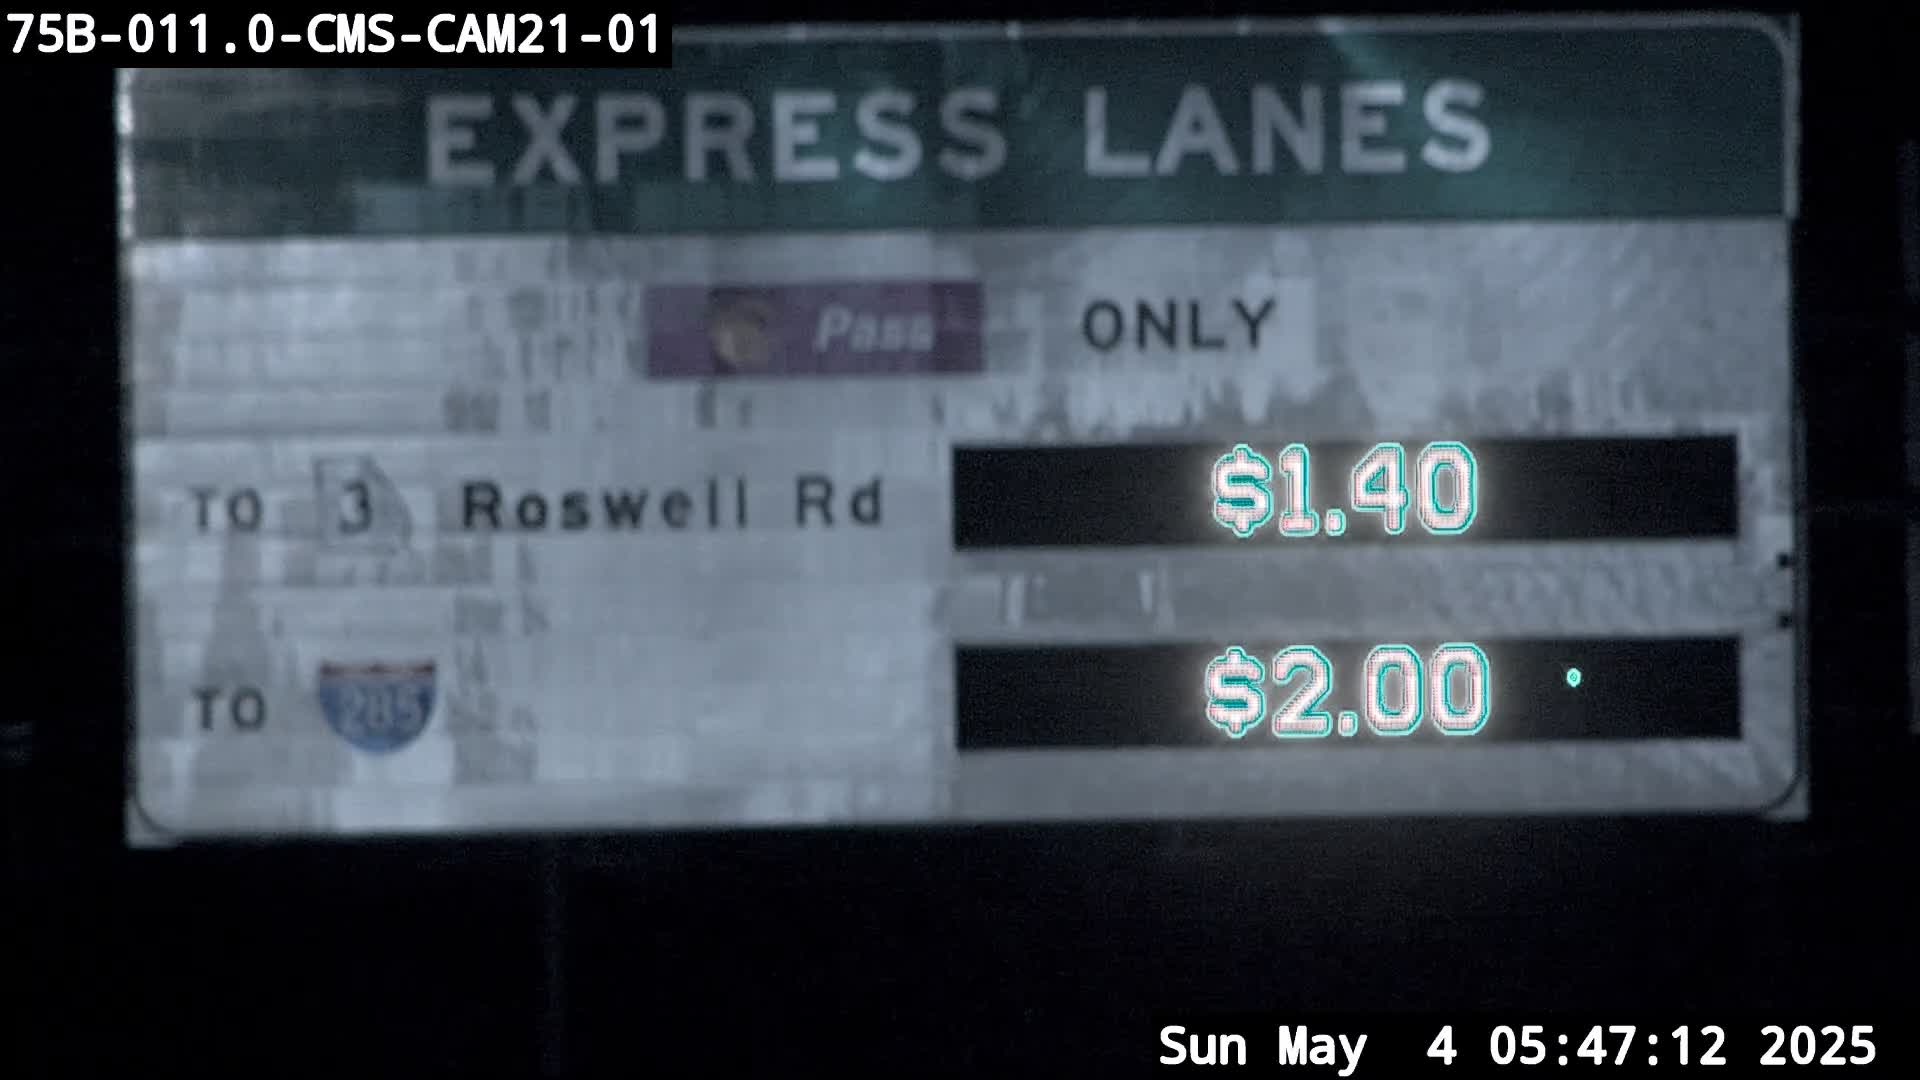 75B-011.0-CMS-CAM21-01
EXPRESS LANES
Pass ONLY
TO 3 Roswell Rd $1.40
TO 285 $2.00
Sun May 4 05:47:12 2025